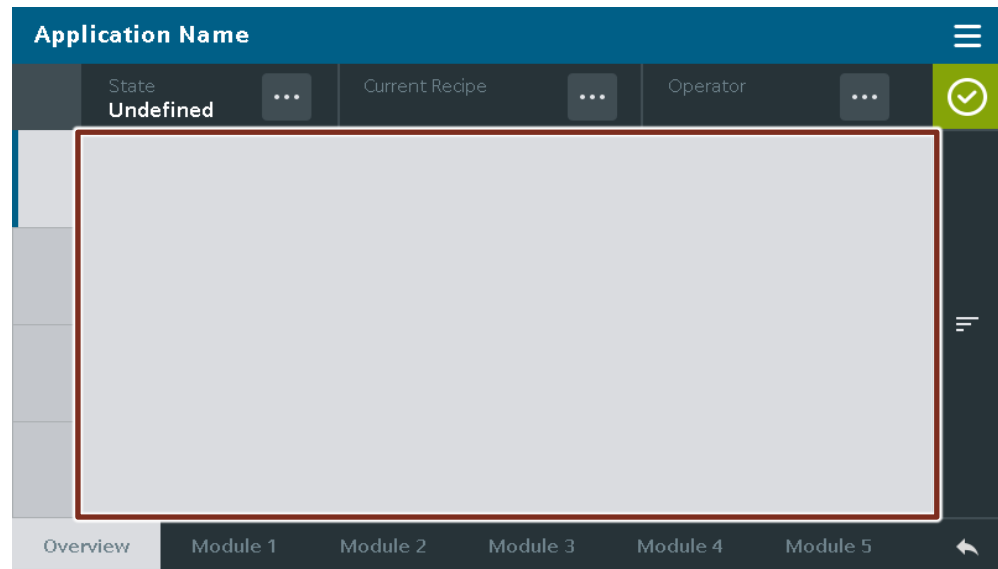 Application Name
State
Undefined
Current Recipe
Operator
Overview Module 1 Module 2 Module 3 Module 4 Module 5